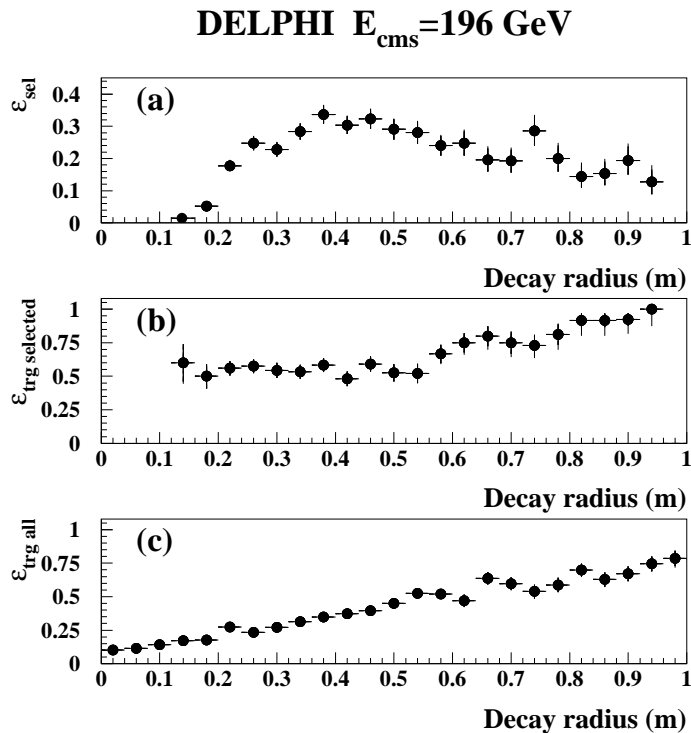 DELPHI E_cms=196 GeV
ε_sel
(a)
0.4
0.3
0.2
0.1
0
0 0.1 0.2 0.3 0.4 0.5 0.6 0.7 0.8 0.9 1
Decay radius (m)
ε_trg selected
(b)
1
0.75
0.5
0.25
0
0 0.1 0.2 0.3 0.4 0.5 0.6 0.7 0.8 0.9 1
Decay radius (m)
ε_trg all
(c)
1
0.75
0.5
0.25
0
0 0.1 0.2 0.3 0.4 0.5 0.6 0.7 0.8 0.9 1
Decay radius (m)